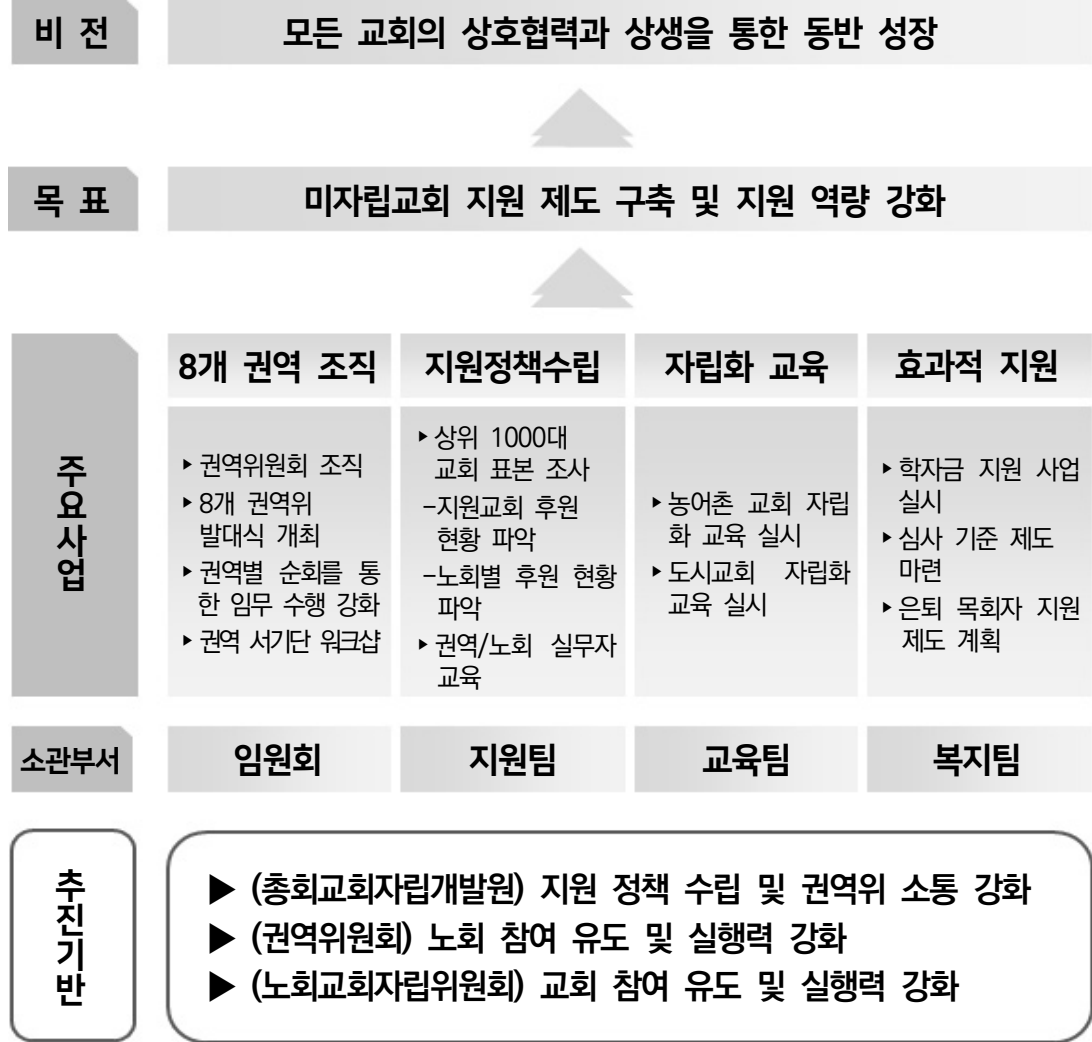 비 전
모든 교회의 상호협력과 상생을 통한 동반 성장
목 표
미자립교회 지원 제도 구축 및 지원 역량 강화
주요사업
8개 권역 조직
▸권역위원회 조직
▸8개 권역위
발대식 개최
▸권역별 순회를 통
한 임무 수행 강화
▸권역 서기단 워크샵
지원정책수립
▸상위 1000대
교회 표본 조사
-지원교회 후원
현황 파악
-노회별 후원 현황
파악
▸권역/노회 실무자
교육
자립화 교육
▸농어촌 교회 자립
화 교육 실시
▸도시교회 자립화
교육 실시
효과적 지원
▸학자금 지원 사업
실시
▸심사 기준 제도
마련
▸은퇴 목회자 지원
제도 계획
소관부서
임원회
지원팀
교육팀
복지팀
추진기반
▶ (총회교회자립개발원) 지원 정책 수립 및 권역위 소통 강화
▶ (권역위원회) 노회 참여 유도 및 실행력 강화
▶ (노회교회자립위원회) 교회 참여 유도 및 실행력 강화